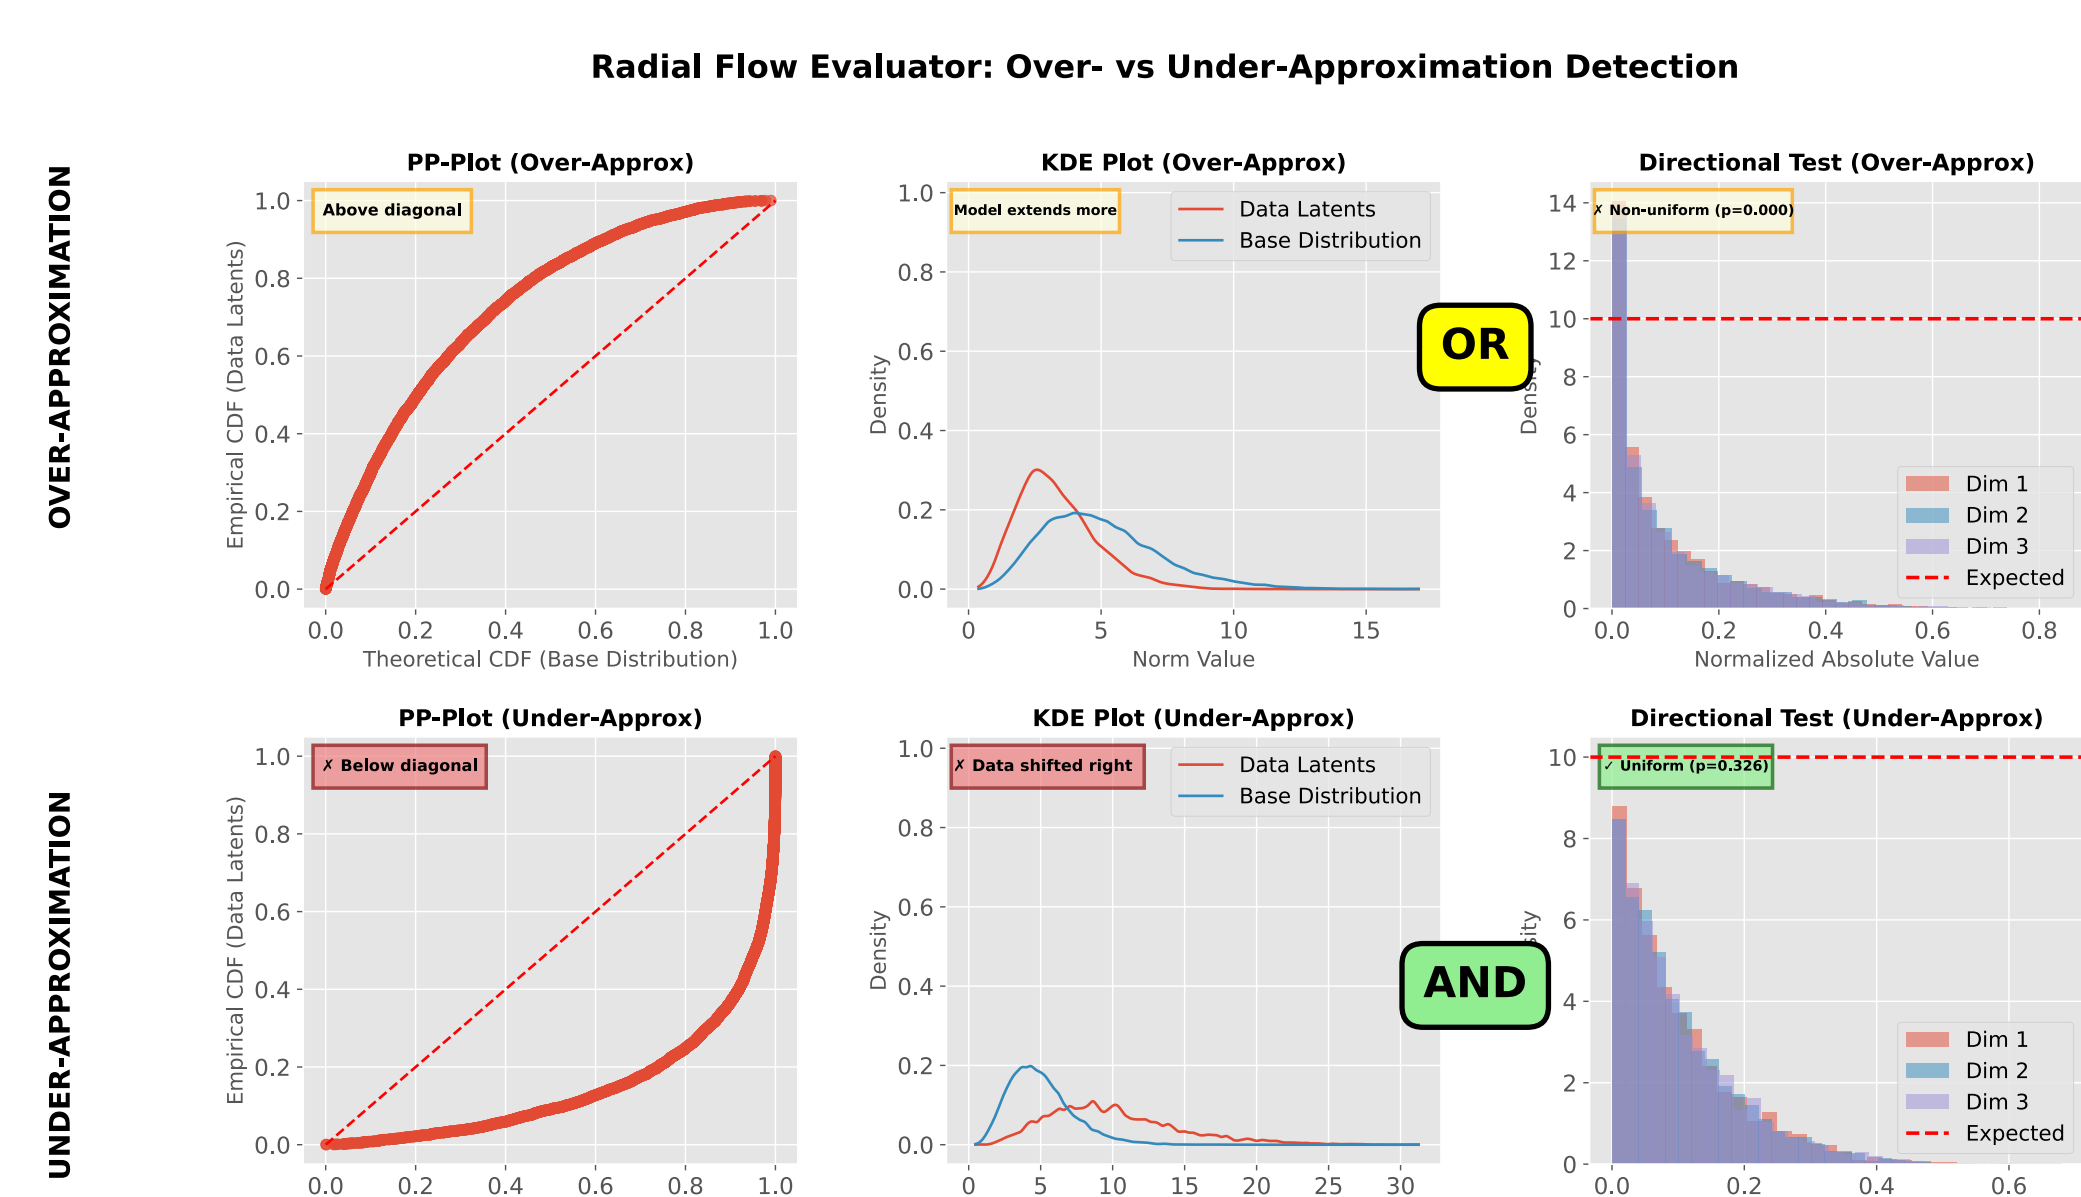 Radial Flow Evaluator: Over- vs Under-Approximation Detection
OVER-APPROXIMATION
PP-Plot (Over-Approx)
Above diagonal
Empirical CDF (Data Latents)
1.0
0.8
0.6
0.4
0.2
0.0
0.0 0.2 0.4 0.6 0.8 1.0
Theoretical CDF (Base Distribution)
KDE Plot (Over-Approx)
Model extends more
Data Latents
Base Distribution
Density
1.0
0.8
0.6
0.4
0.2
0.0
0 5 10 15
Norm Value
OR
Directional Test (Over-Approx)
✗ Non-uniform (p=0.000)
Density
14
12
10
8
6
4
2
0
Dim 1
Dim 2
Dim 3
Expected
0.0 0.2 0.4 0.6 0.8
Normalized Absolute Value
UNDER-APPROXIMATION
PP-Plot (Under-Approx)
✗ Below diagonal
Empirical CDF (Data Latents)
1.0
0.8
0.6
0.4
0.2
0.0
0.0 0.2 0.4 0.6 0.8 1.0
KDE Plot (Under-Approx)
✗ Data shifted right
Data Latents
Base Distribution
Density
1.0
0.8
0.6
0.4
0.2
0.0
0 5 10 15 20 25 30
AND
Directional Test (Under-Approx)
✓ Uniform (p=0.326)
10
8
6
4
2
0
Dim 1
Dim 2
Dim 3
Expected
0.0 0.2 0.4 0.6